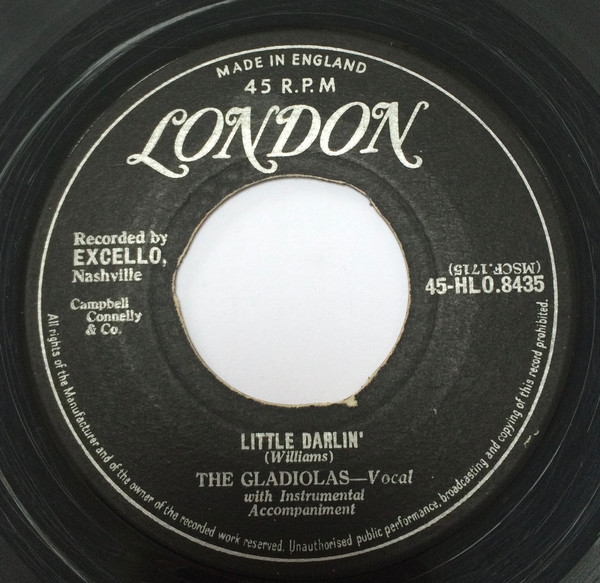 MADE IN ENGLAND
45 R.P.M
LONDON
Recorded by
EXCELLO,
Nashville
Campbell
Connelly
& Co.
(MSCF.1715)
45-HLO.8435
LITTLE DARLIN'
(Williams)
THE GLADIOLAS—Vocal
with Instrumental
Accompaniment
All rights of the Manufacturer and of the owner of the recorded work reserved. Unauthorised public performance, broadcasting and copying of this record prohibited.